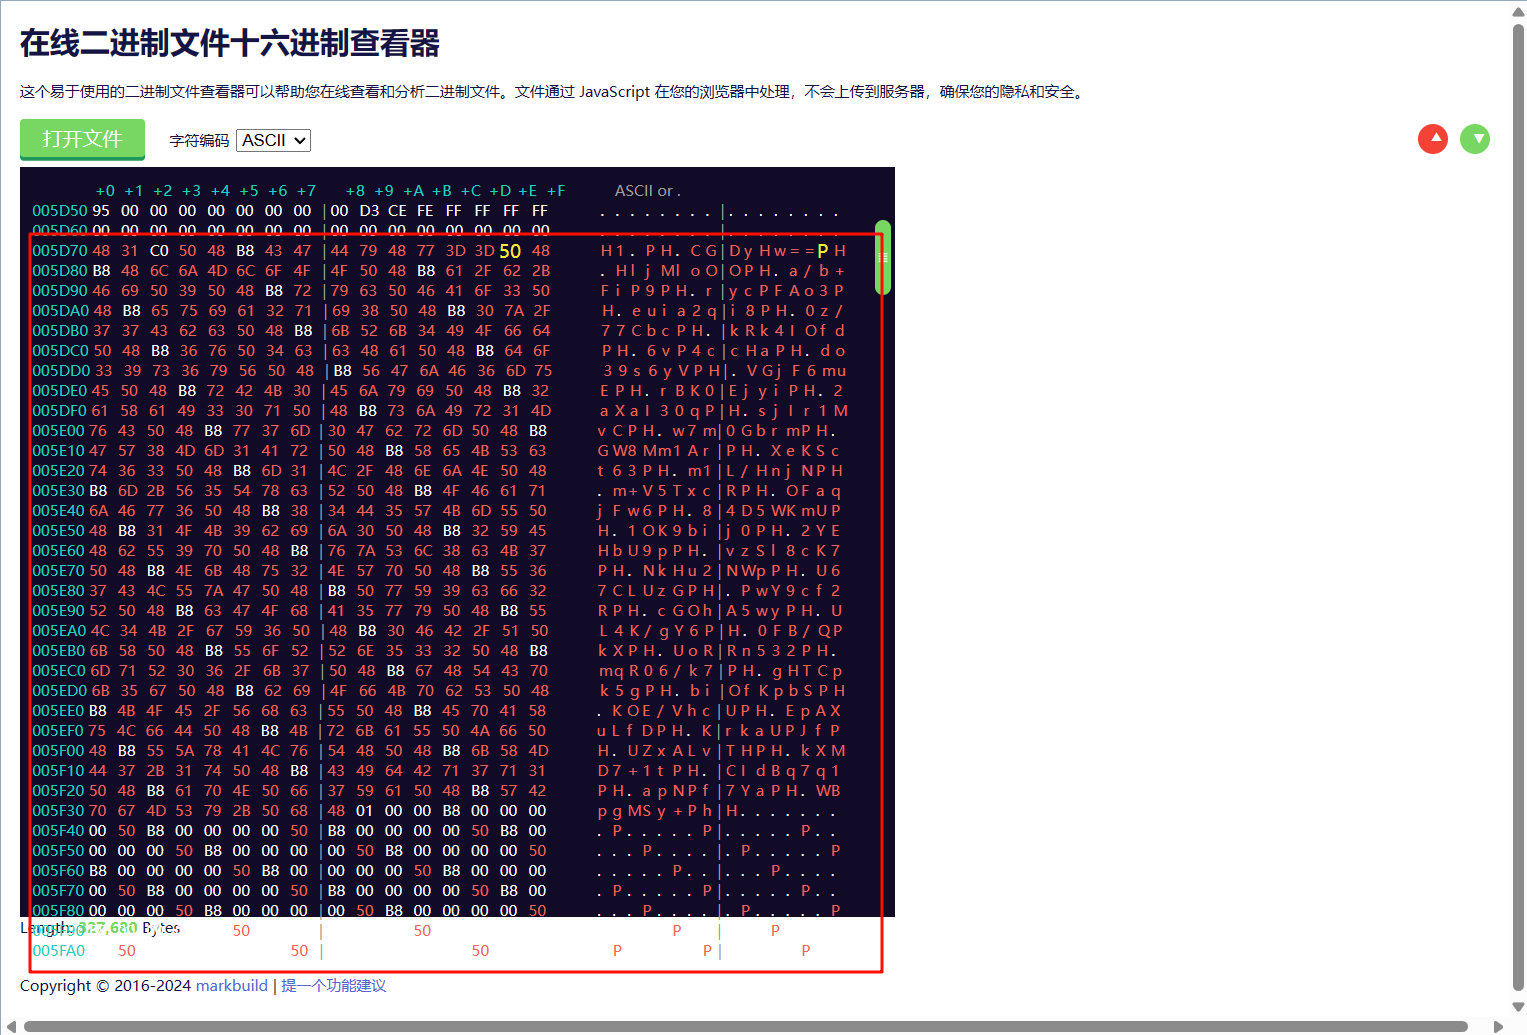 在线二进制文件十六进制查看器
这个易于使用的二进制文件查看器可以帮助您在线查看和分析二进制文件。文件通过 JavaScript 在您的浏览器中处理，不会上传到服务器，确保您的隐私和安全。
打开文件 字符编码 ASCII
+0 +1 +2 +3 +4 +5 +6 +7 +8 +9 +A +B +C +D +E +F ASCII or .
005D50 95 00 00 00 00 00 00 00 |00 D3 CE FE FF FF FF FF . . . . . . . . |. . . . . . . .
005D60 00 00 00 00 00 00 00 00 |00 00 00 00 00 00 00 00 . . . . . . . . |. . . . . . . .
005D70 48 31 C0 50 48 B8 43 47 |44 79 48 77 3D 3D 50 48 H1.PH.CG|DyHw==PH
005D80 B8 48 6C 6A 4D 6C 6F 4F |4F 50 48 B8 61 2F 62 2B .HljMloO|OPH.a/b+
005D90 46 69 50 39 50 48 B8 72 |79 63 50 46 41 6F 33 50 FiP9PH.r|ycPFAo3P
005DA0 48 B8 65 75 69 61 32 71 |69 38 50 48 B8 30 7A 2F H.euia2q|i8PH.0z/
005DB0 37 37 43 62 63 50 48 B8 |6B 52 6B 34 49 4F 66 64 77CbcPH.|kRk4IOfd
005DC0 50 48 B8 36 76 50 34 63 |63 48 61 50 48 B8 64 6F PH.6vP4c|cHaPH.do
005DD0 33 39 73 36 79 56 50 48 |B8 56 47 6A 46 36 6D 75 39s6yVPH|.VGjF6mu
005DE0 45 50 48 B8 72 42 4B 30 |45 6A 79 69 50 48 B8 32 EPH.rBK0|EjyiPH.2
005DF0 61 58 61 49 33 30 71 50 |48 B8 73 6A 49 72 31 4D aXaI30qP|H.sjIr1M
005E00 76 43 50 48 B8 77 37 6D |30 47 62 72 6D 50 48 B8 vCPH.w7m|0GbrmPH.
005E10 47 57 38 4D 6D 31 41 72 |50 48 B8 58 65 4B 53 63 GW8Mm1Ar|PH.XeKSc
005E20 74 36 33 50 48 B8 6D 31 |4C 2F 48 6E 6A 4E 50 48 t63PH.m1|L/HnjNPH
005E30 B8 6D 2B 56 35 54 78 63 |52 50 48 B8 4F 46 61 71 .m+V5Txc|RPH.OFaq
005E40 6A 46 77 36 50 48 B8 38 |34 44 35 57 4B 6D 55 50 jFw6PH.8|4D5WKmUP
005E50 48 B8 31 4F 4B 39 62 69 |6A 30 50 48 B8 32 59 45 H.1OK9bi|j0PH.2YE
005E60 48 62 55 39 70 50 48 B8 |76 7A 53 6C 38 63 4B 37 HbU9pPH.|vzSl8cK7
005E70 50 48 B8 4E 6B 48 75 32 |4E 57 70 50 48 B8 55 36 PH.NkHu2|NWpPH.U6
005E80 37 43 4C 55 7A 47 50 48 |B8 50 77 59 39 63 66 32 7CLUzGPH|.PwY9cf2
005E90 52 50 48 B8 63 47 4F 68 |41 35 77 79 50 48 B8 55 RPH.cGOh|A5wyPH.U
005EA0 4C 34 4B 2F 67 59 36 50 |48 B8 30 46 42 2F 51 50 L4K/gY6P|H.0FB/QP
005EB0 6B 58 50 48 B8 55 6F 52 |52 6E 35 33 32 50 48 B8 kXPH.UoR|Rn532PH.
005EC0 6D 71 52 30 36 2F 6B 37 |50 48 B8 67 48 54 43 70 mqR06/k7|PH.gHTCp
005ED0 6B 35 67 50 48 B8 62 69 |4F 66 4B 70 62 53 50 48 k5gPH.bi|OfKpbSPH
005EE0 B8 4B 4F 45 2F 56 68 63 |55 50 48 B8 45 70 41 58 .KOE/Vhc|UPH.EpAX
005EF0 75 4C 66 44 50 48 B8 4B |72 6B 61 55 50 4A 66 50 uLfDPH.K|rkaUPJfP
005F00 48 B8 55 5A 78 41 4C 76 |54 48 50 48 B8 6B 58 4D H.UZxALv|THPH.kXM
005F10 44 37 2B 31 74 50 48 B8 |43 49 64 42 71 37 71 31 D7+1tPH.|CIdBq7q1
005F20 50 48 B8 61 70 4E 50 66 |37 59 61 50 48 B8 57 42 PH.apNPf|7YaPH.WB
005F30 70 67 4D 53 79 2B 50 68 |48 01 00 00 B8 00 00 00 pgMSy+Ph|H.......
005F40 00 50 B8 00 00 00 00 50 |B8 00 00 00 00 50 B8 00 .P.....P|.....P..
005F50 00 00 00 50 B8 00 00 00 |00 50 B8 00 00 00 00 50 ...P....|.P.....P
005F60 B8 00 00 00 00 50 B8 00 |00 00 00 50 B8 00 00 00 .....P..|...P....
005F70 00 50 B8 00 00 00 00 50 |B8 00 00 00 00 50 B8 00 .P.....P|.....P..
005F80 00 00 00 50 B8 00 00 00 |00 50 B8 00 00 00 00 50 ...P....|.P.....P
Length: 327,680 Bytes
50 | 50 P | P
005FA0 50 50 | 50 P P | P
Copyright © 2016-2024 markbuild | 提一个功能建议